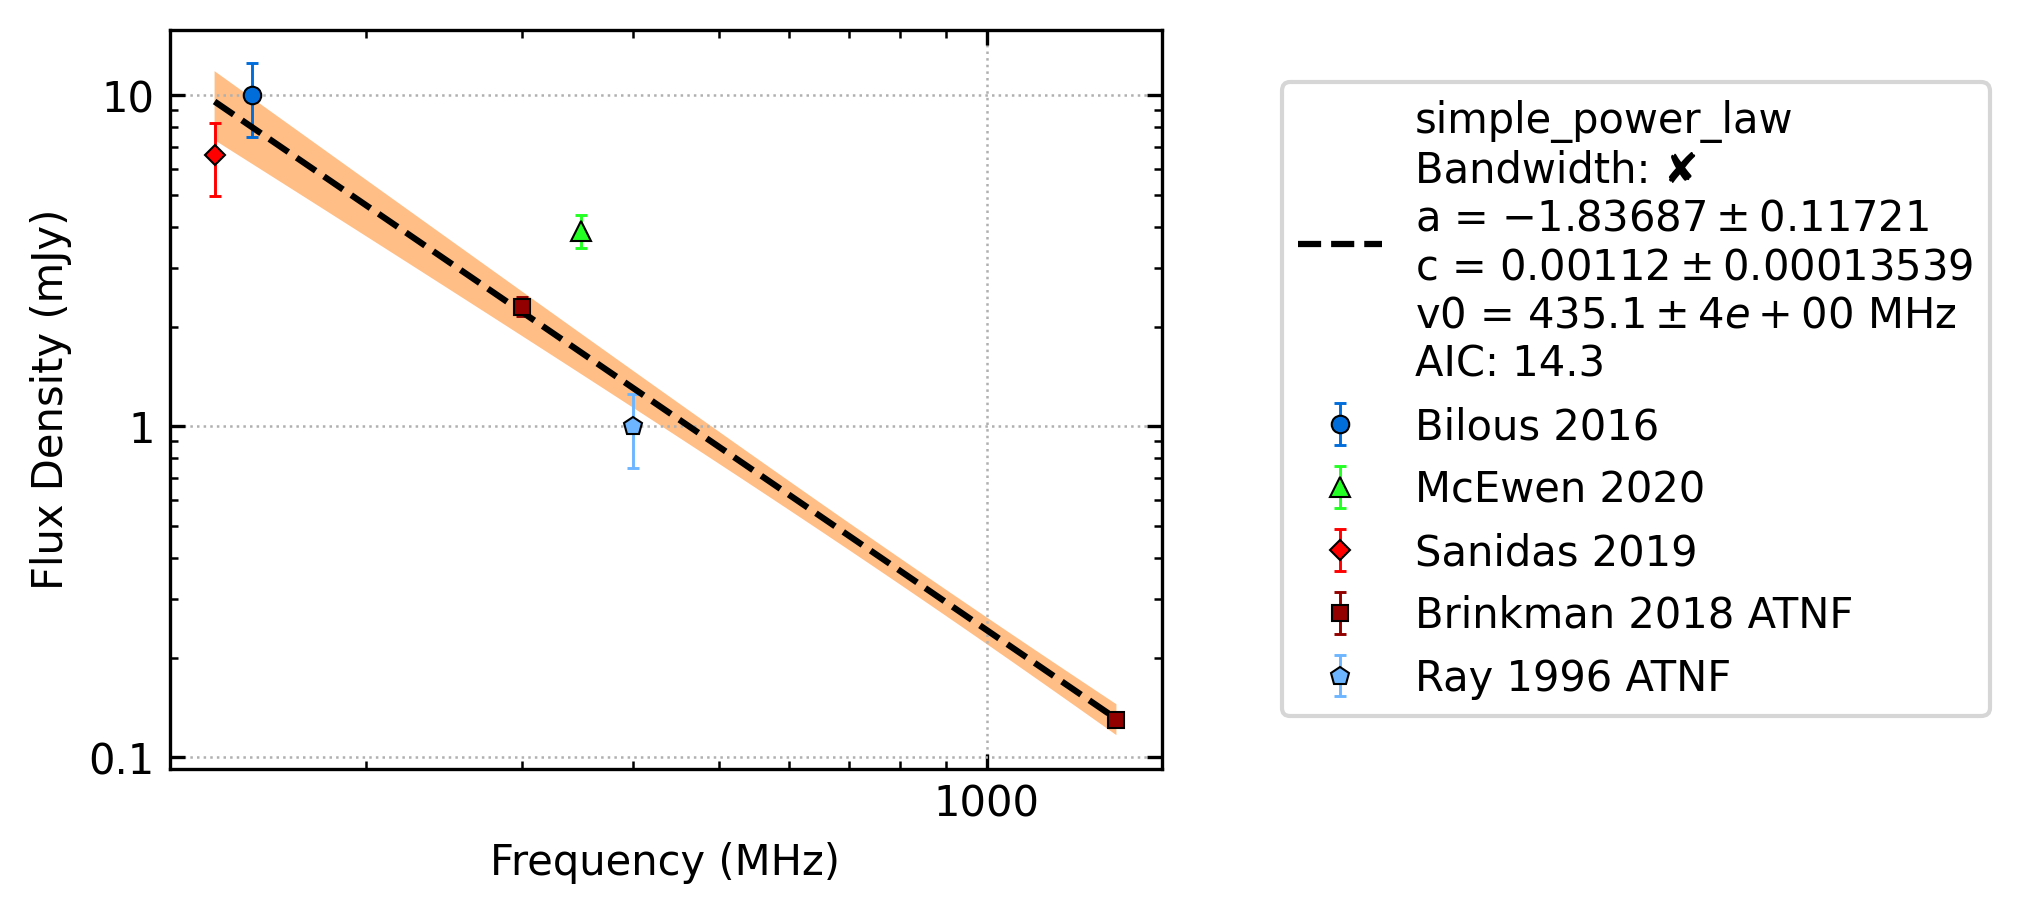 10
1
0.1
1000
Flux Density (mJy)
Frequency (MHz)
simple_power_law
Bandwidth: ✘
a = −1.83687 ± 0.11721
c = 0.00112 ± 0.00013539
v0 = 435.1 ± 4e + 00 MHz
AIC: 14.3
Bilous 2016
McEwen 2020
Sanidas 2019
Brinkman 2018 ATNF
Ray 1996 ATNF